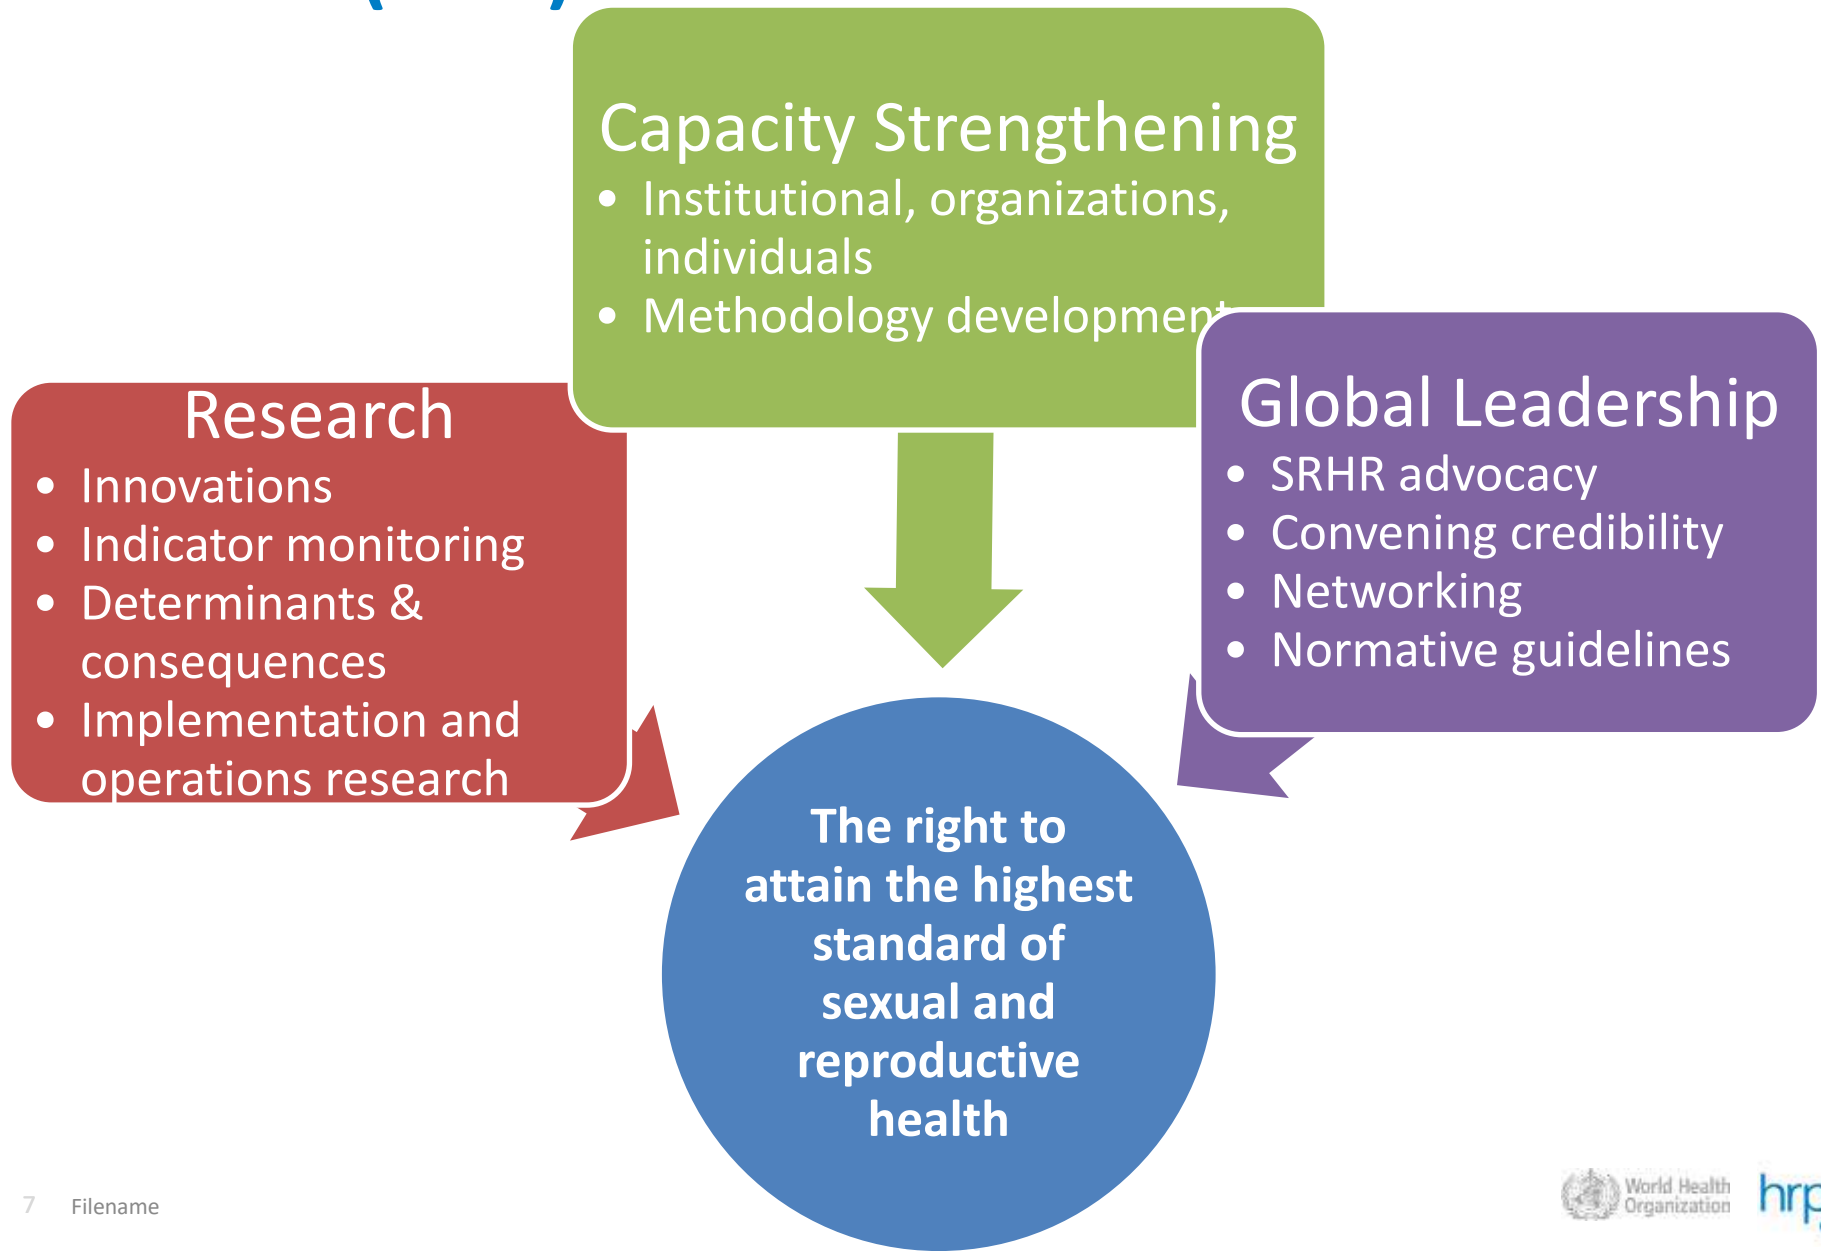 Capacity Strengthening
• Institutional, organizations,
individuals
• Methodology development
Research
• Innovations
• Indicator monitoring
• Determinants &
consequences
• Implementation and
operations research
Global Leadership
• SRHR advocacy
• Convening credibility
• Networking
• Normative guidelines
The right to
attain the highest
standard of
sexual and
reproductive
health
7 Filename
World Health
Organization
hrp